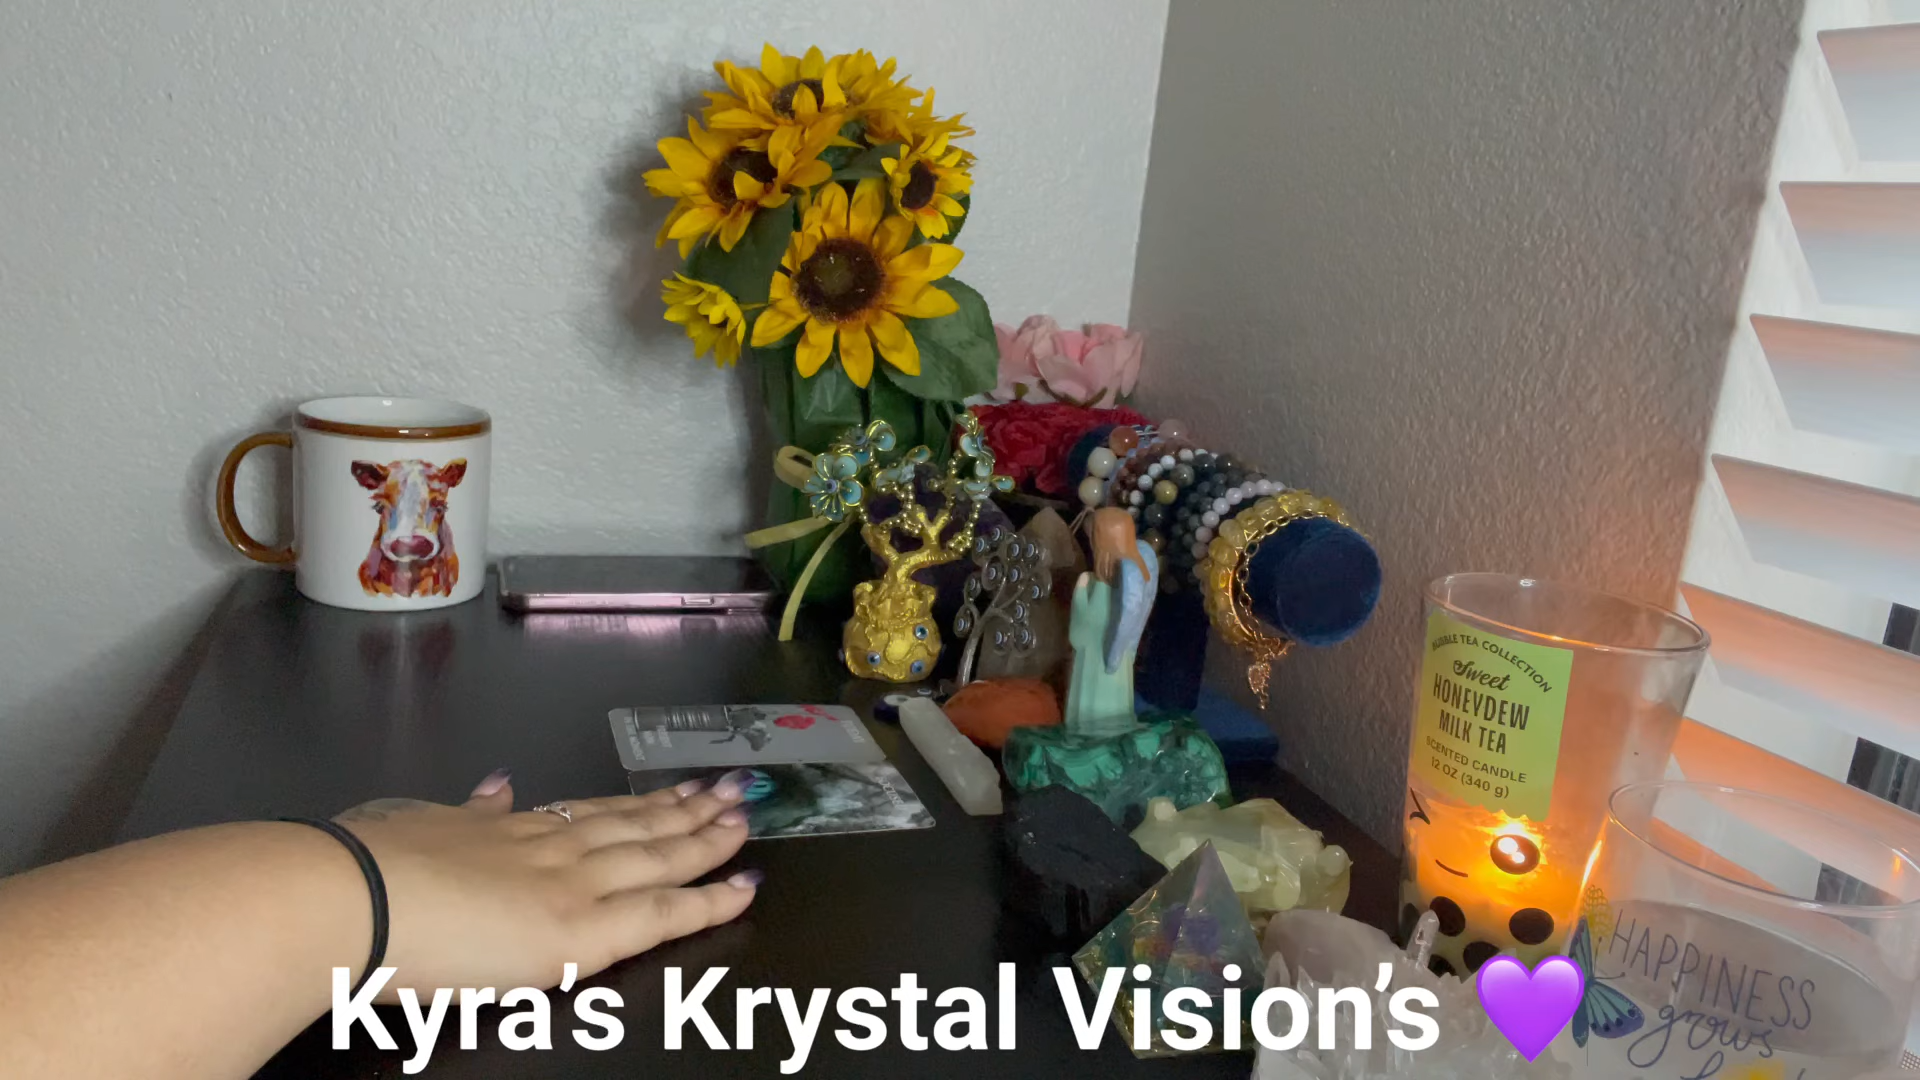 BUBBLE TEA COLLECTION
Sweet
HONEYDEW
MILK TEA
SCENTED CANDLE
12 OZ (340 g)
HAPPINESS
grows
Kyra’s Krystal Vision’s 💜